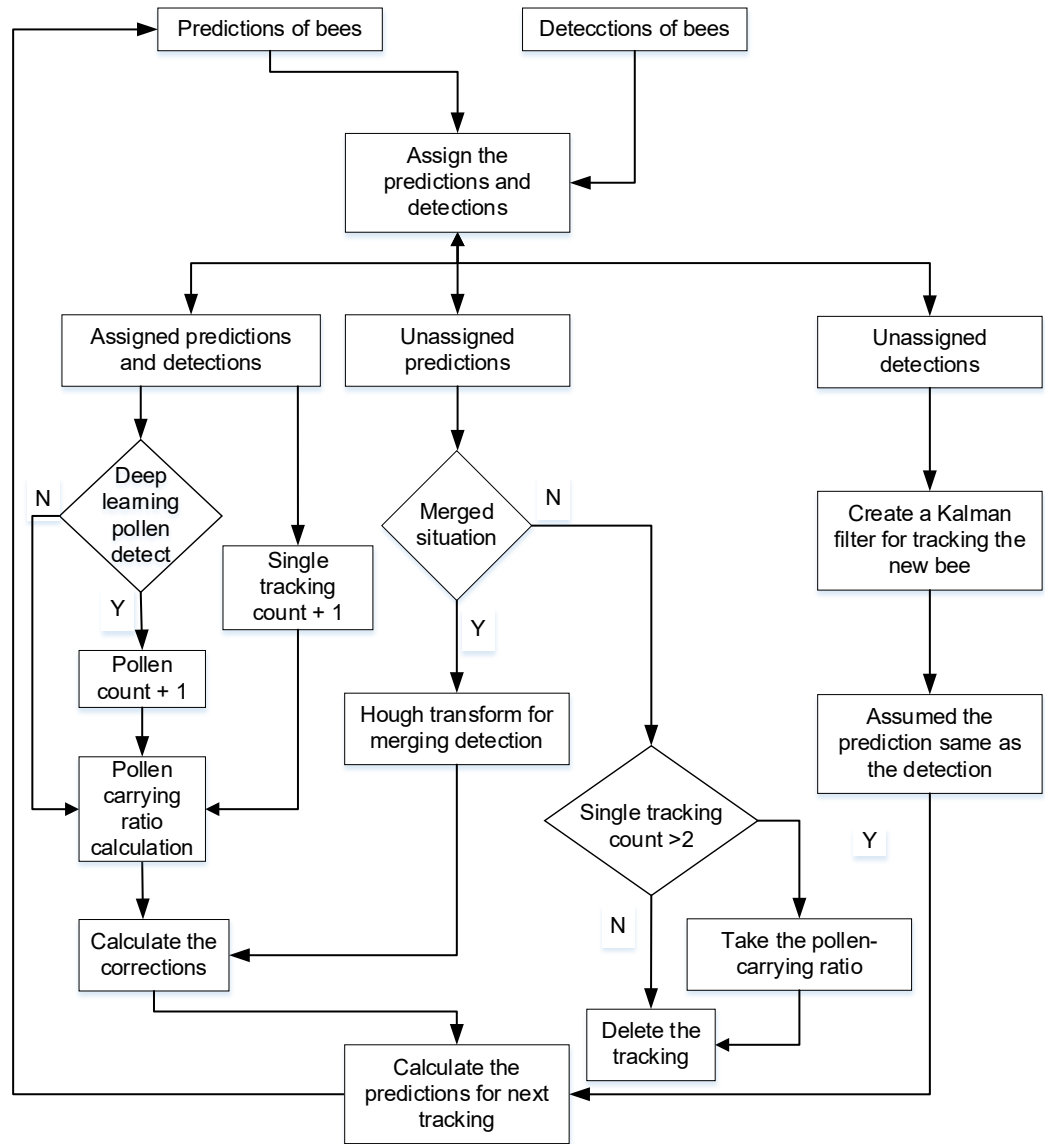 Predictions of bees
Detecctions of bees
Assign the
predictions and
detections
Assigned predictions
and detections
Unassigned
predictions
Unassigned
detections
Deep
learning
pollen
detect
N
Y
Single
tracking
count + 1
Merged
situation
N
Y
Create a Kalman
filter for tracking the
new bee
Pollen
count + 1
Hough transform for
merging detection
Assumed the
prediction same as
the detection
Pollen
carrying
ratio
calculation
Single tracking
count >2
Y
N
Calculate the
corrections
Take the pollen-
carrying ratio
Delete the
tracking
Calculate the
predictions for next
tracking